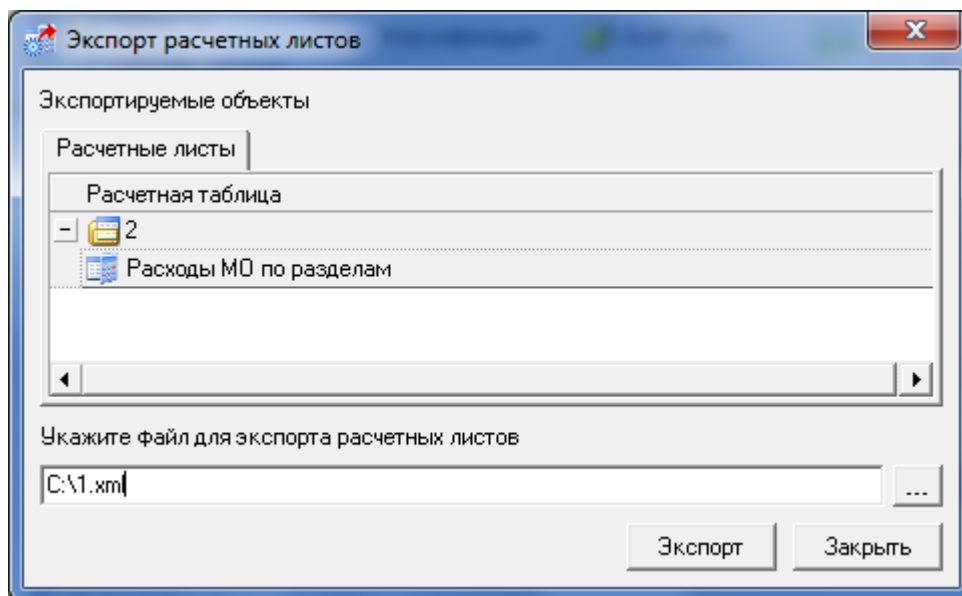 Экспорт расчетных листов
Экспортируемые объекты
Расчетные листы
Расчетная таблица
2
Расходы МО по разделам
Укажите файл для экспорта расчетных листов
C:\1.xml
...
Экспорт
Закрыть